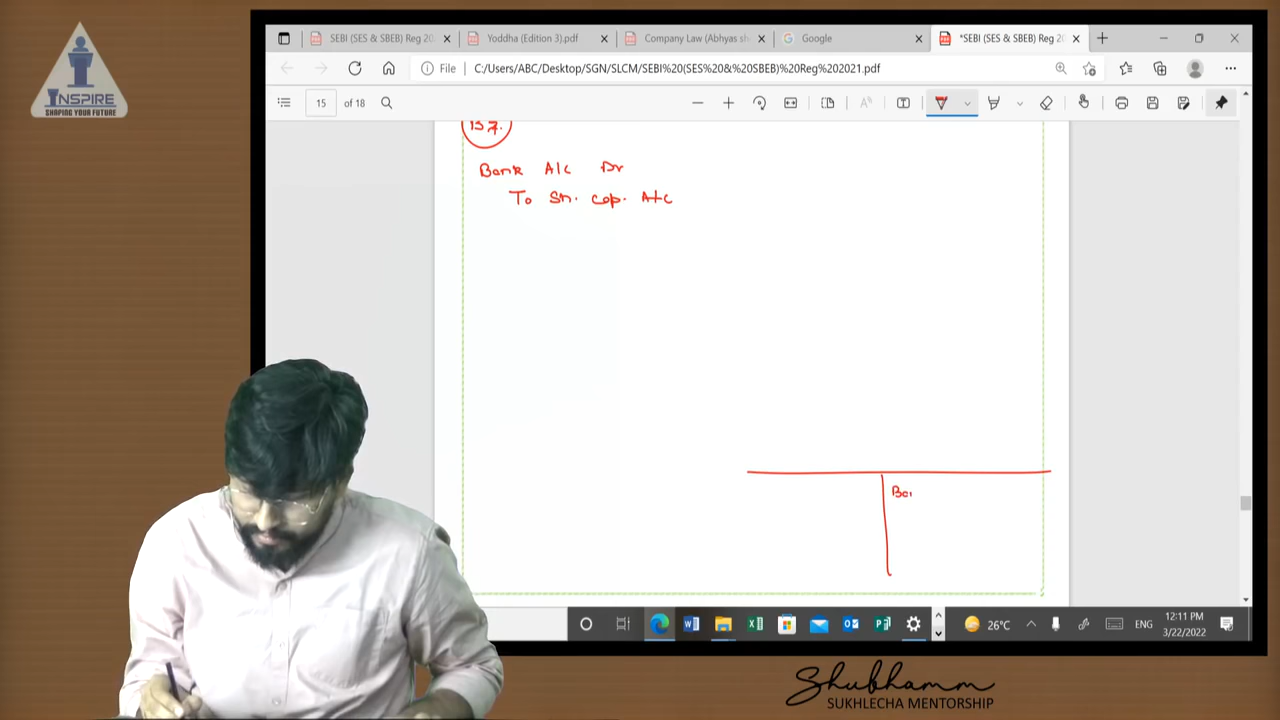 INSPIRE
SHAPING YOUR FUTURE
SEBI (SES & SBEB) Reg 20
Yoddha (Edition 3).pdf
Company Law (Abhyas sh
Google
*SEBI (SES & SBEB) Reg 20
File
C:/Users/ABC/Desktop/SGN/SLCM/SEBI%20(SES%20&%20SBEB)%20Reg%202021.pdf
15 of 18
Bank A/c Dr
To Sh. cap. A/c
26°C
ENG
12:11 PM
3/22/2022
Shubhamm
SUKHLECHA MENTORSHIP